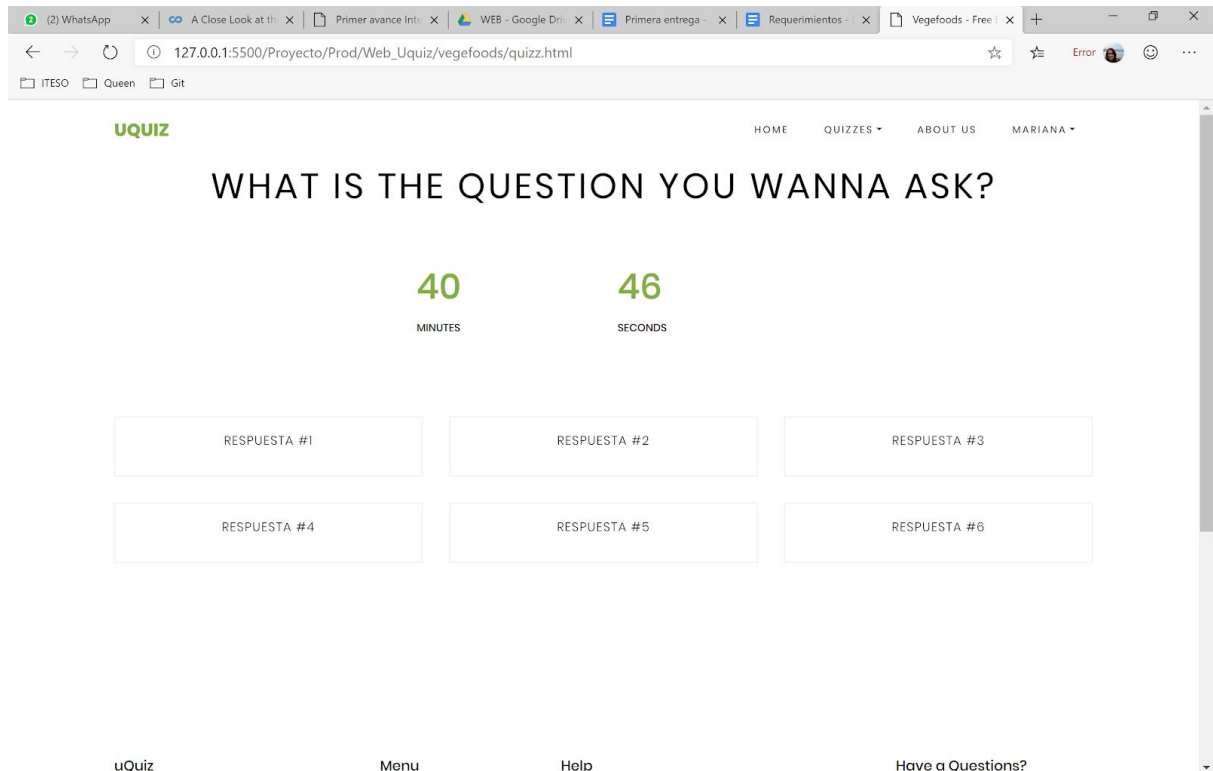 (2) WhatsApp
A Close Look at th
Primer avance Inte
WEB - Google Driv
Primera entrega -
Requerimientos -
Vegefoods - Free
127.0.0.1:5500/Proyecto/Prod/Web_Uquiz/vegefoods/quizz.html
Error
ITESO Queen Git
UQUIZ HOME QUIZZES ABOUT US MARIANA
WHAT IS THE QUESTION YOU WANNA ASK?
40 46
MINUTES SECONDS
RESPUESTA #1 RESPUESTA #2 RESPUESTA #3
RESPUESTA #4 RESPUESTA #5 RESPUESTA #6
uQuiz Menu Help Have a Questions?